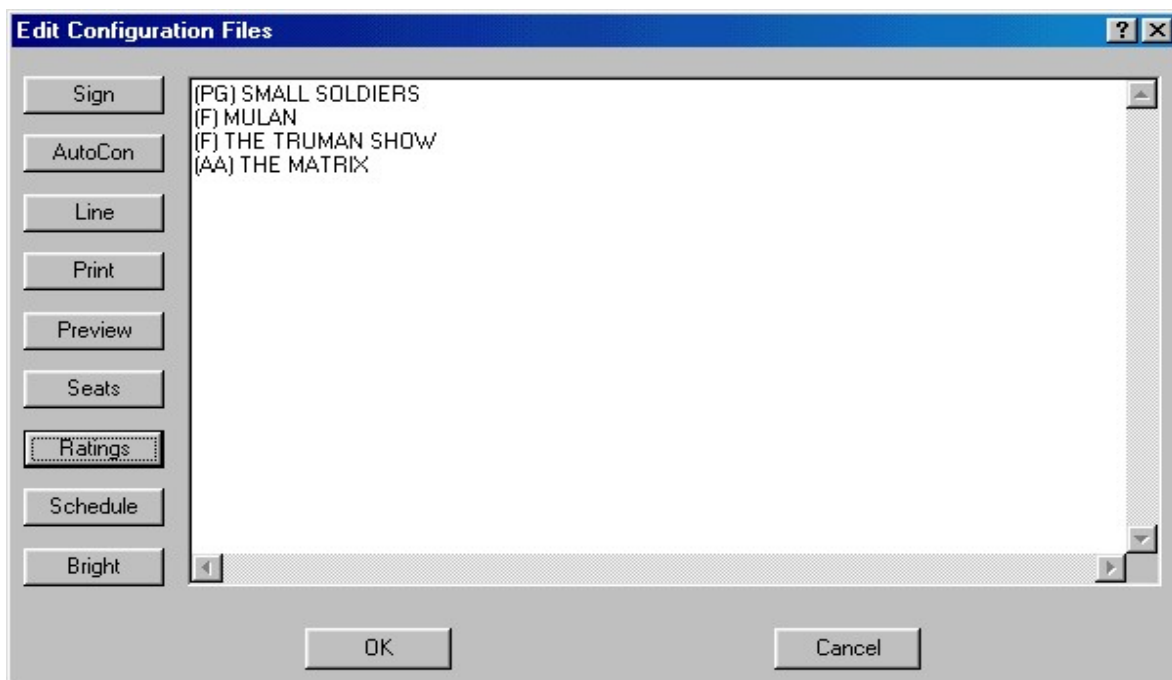 Edit Configuration Files
Sign
AutoCon
Line
Print
Preview
Seats
Ratings
Schedule
Bright
(PG) SMALL SOLDIERS
(F) MULAN
(F) THE TRUMAN SHOW
(AA) THE MATRIX
OK
Cancel